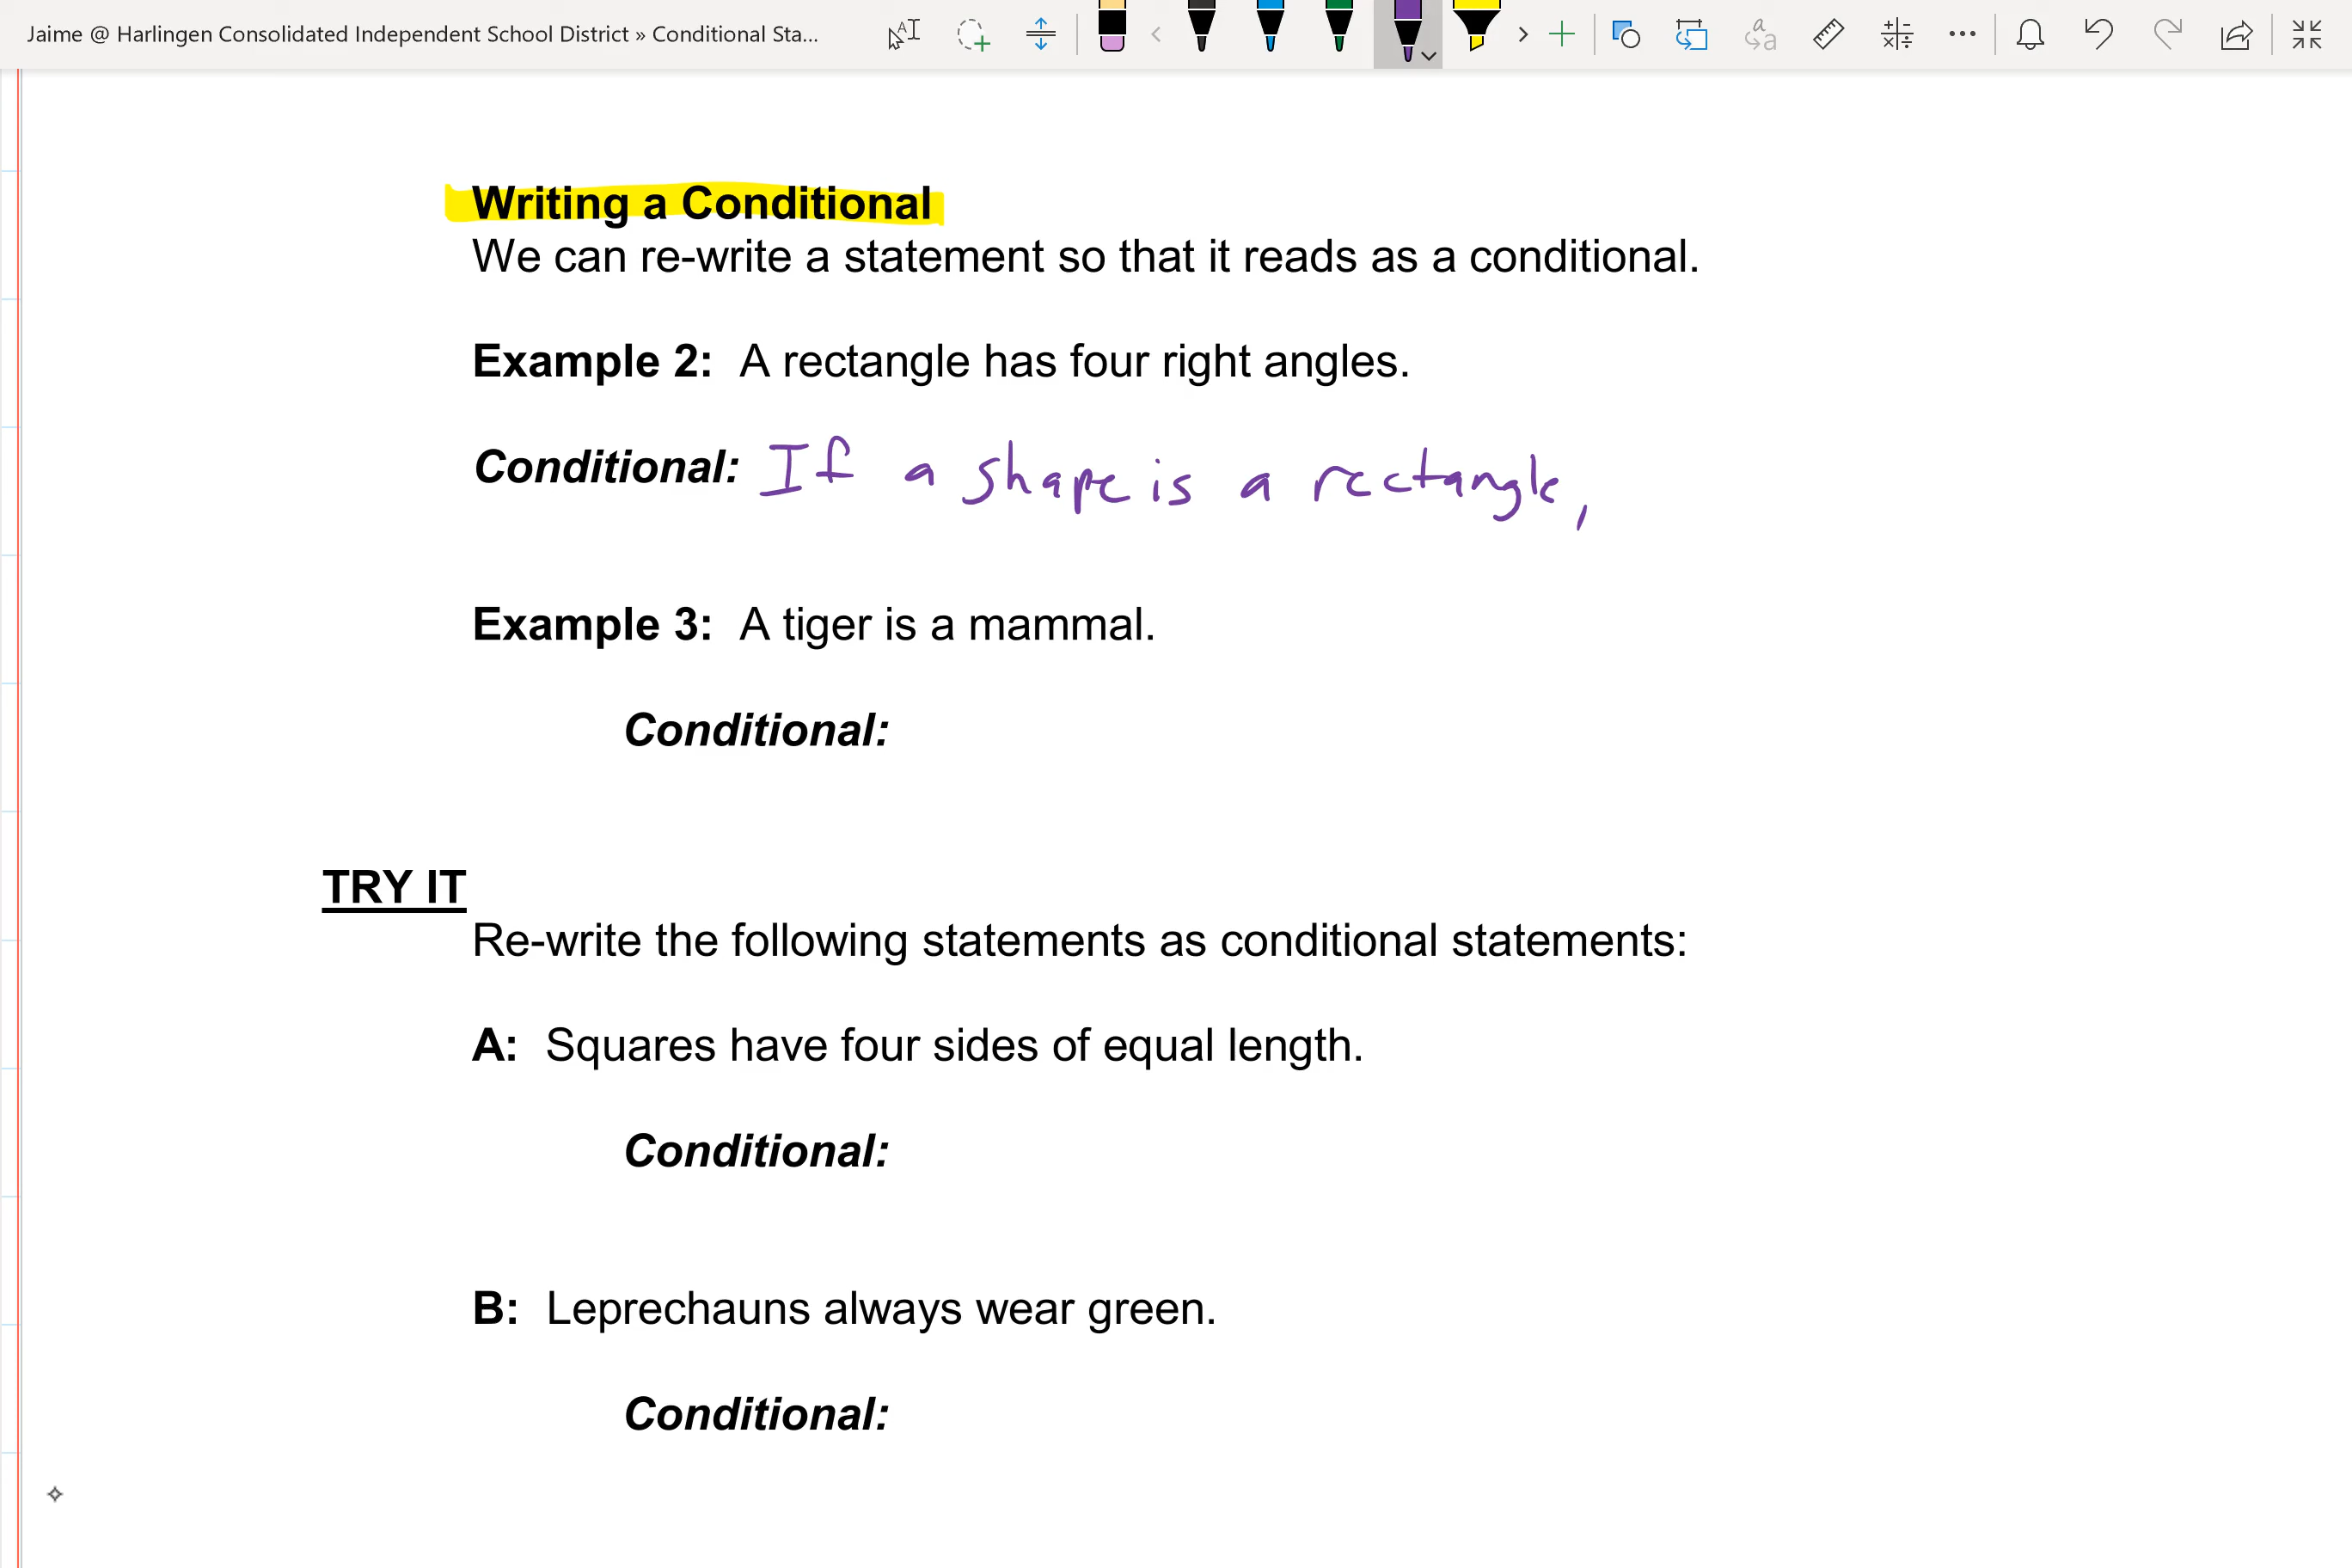 Jaime @ Harlingen Consolidated Independent School District » Conditional Sta...
Writing a Conditional
We can re-write a statement so that it reads as a conditional.
Example 2: A rectangle has four right angles.
Conditional: If a shape is a rectangle,
Example 3: A tiger is a mammal.
Conditional:
TRY IT
Re-write the following statements as conditional statements:
A: Squares have four sides of equal length.
Conditional:
B: Leprechauns always wear green.
Conditional: